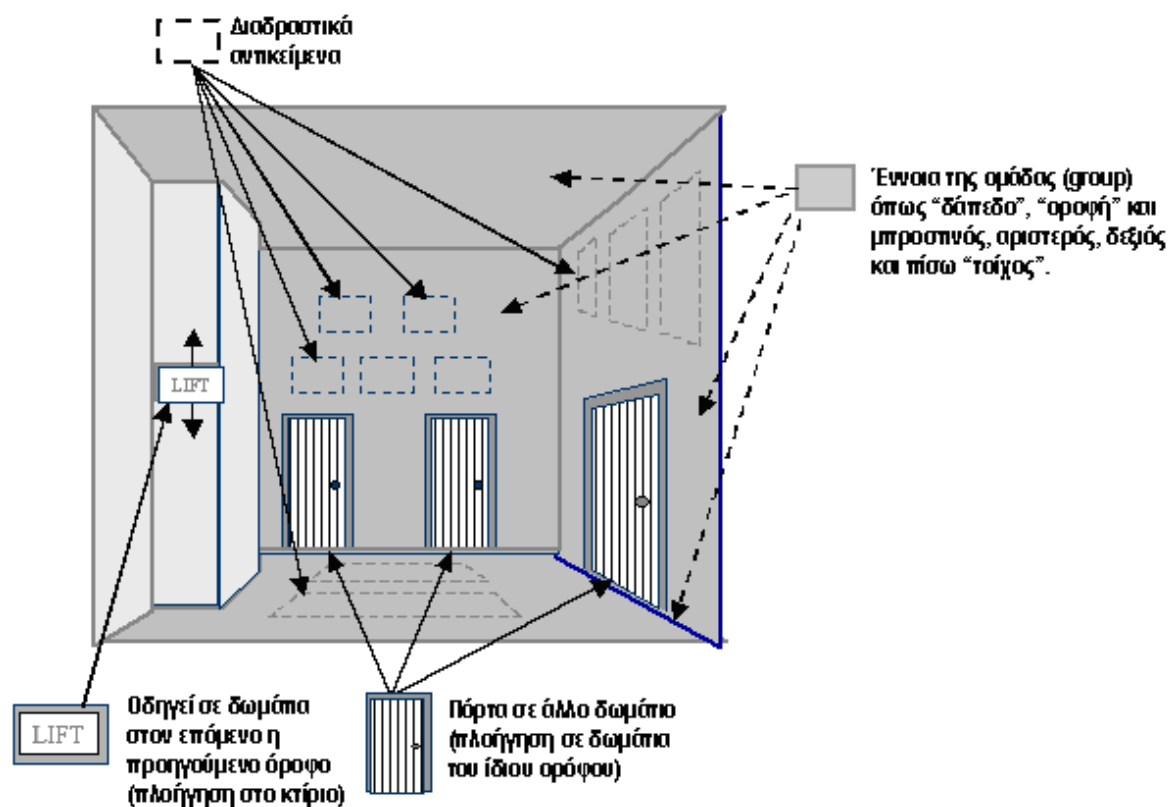 Διαδραστικά
αντικείμενα
Έννοια της ομάδας (group)
όπως “δάπεδο”, “οροφή” και
μπροστινός, αριστερός, δεξιός
και πίσω “τοίχος”.
LIFT
LIFT
Οδηγεί σε δωμάτια
στον επόμενο η
προηγούμενο όροφο
(πλοήγηση στο κτίριο)
Πόρτα σε άλλο δωμάτιο
(πλοήγηση σε δωμάτια
του ίδιου ορόφου)